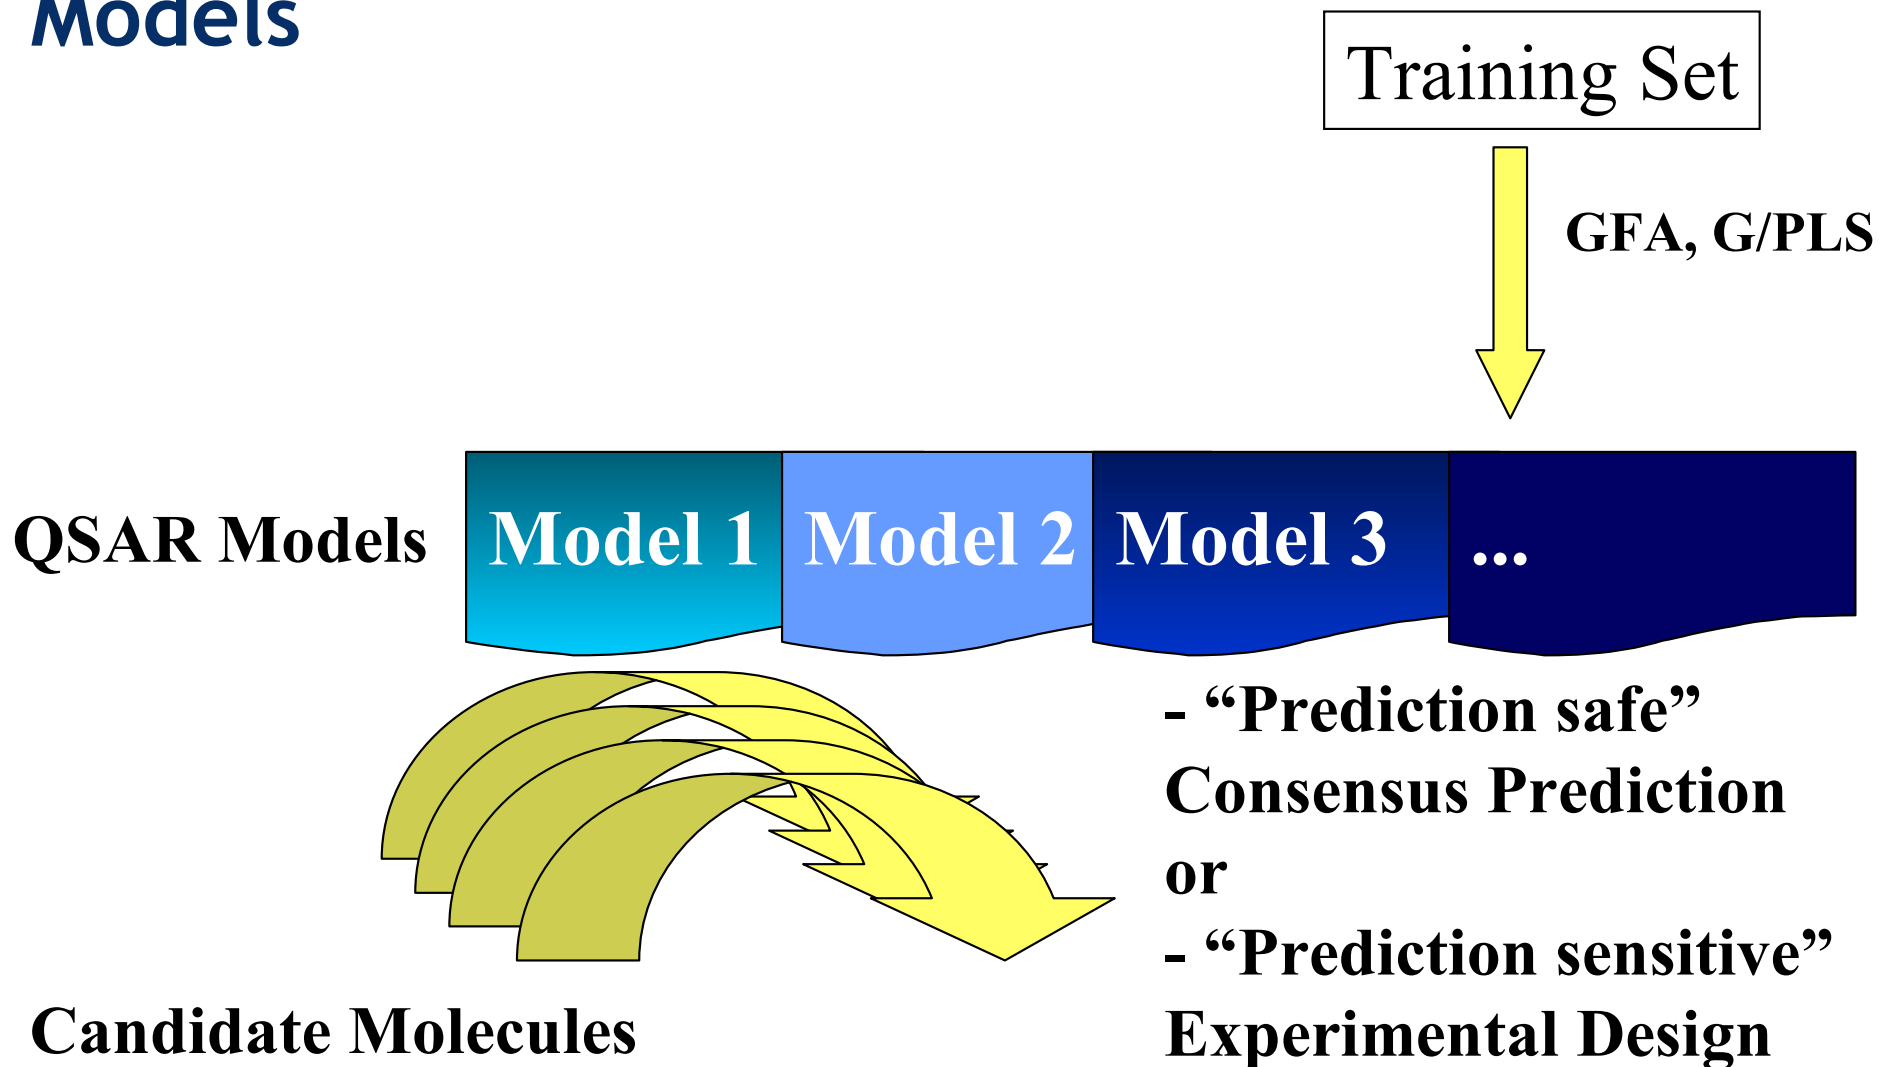 Models
Training Set
GFA, G/PLS
QSAR Models
Model 1
Model 2
Model 3
...
- “Prediction safe”
Consensus Prediction
or
- “Prediction sensitive”
Experimental Design
Candidate Molecules